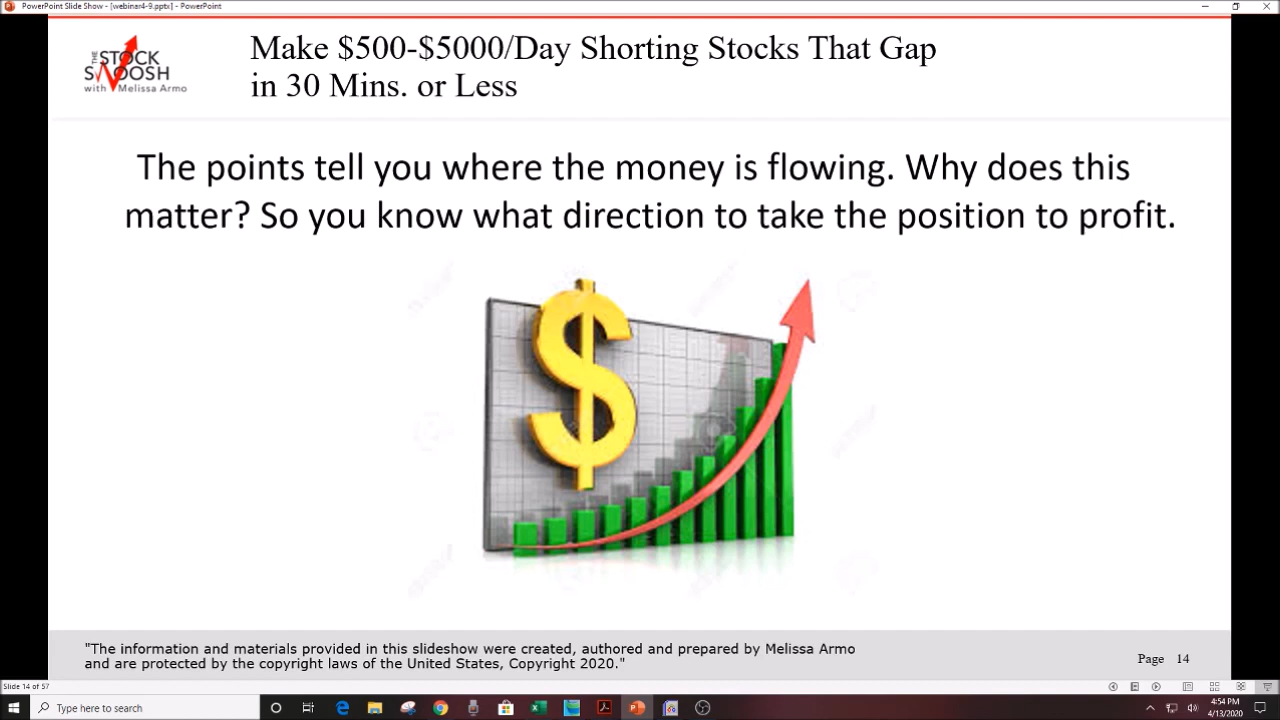 PowerPoint Slide Show - [webinar4-9.pptx] - PowerPoint
THE STOCK
SWOOSH
with Melissa Armo
Make $500-$5000/Day Shorting Stocks That Gap
in 30 Mins. or Less
The points tell you where the money is flowing. Why does this
matter? So you know what direction to take the position to profit.
$
"The information and materials provided in this slideshow were created, authored and prepared by Melissa Armo
and are protected by the copyright laws of the United States, Copyright 2020."
Page 14
Slide 14 of 57
Type here to search
4:54 PM
4/13/2020